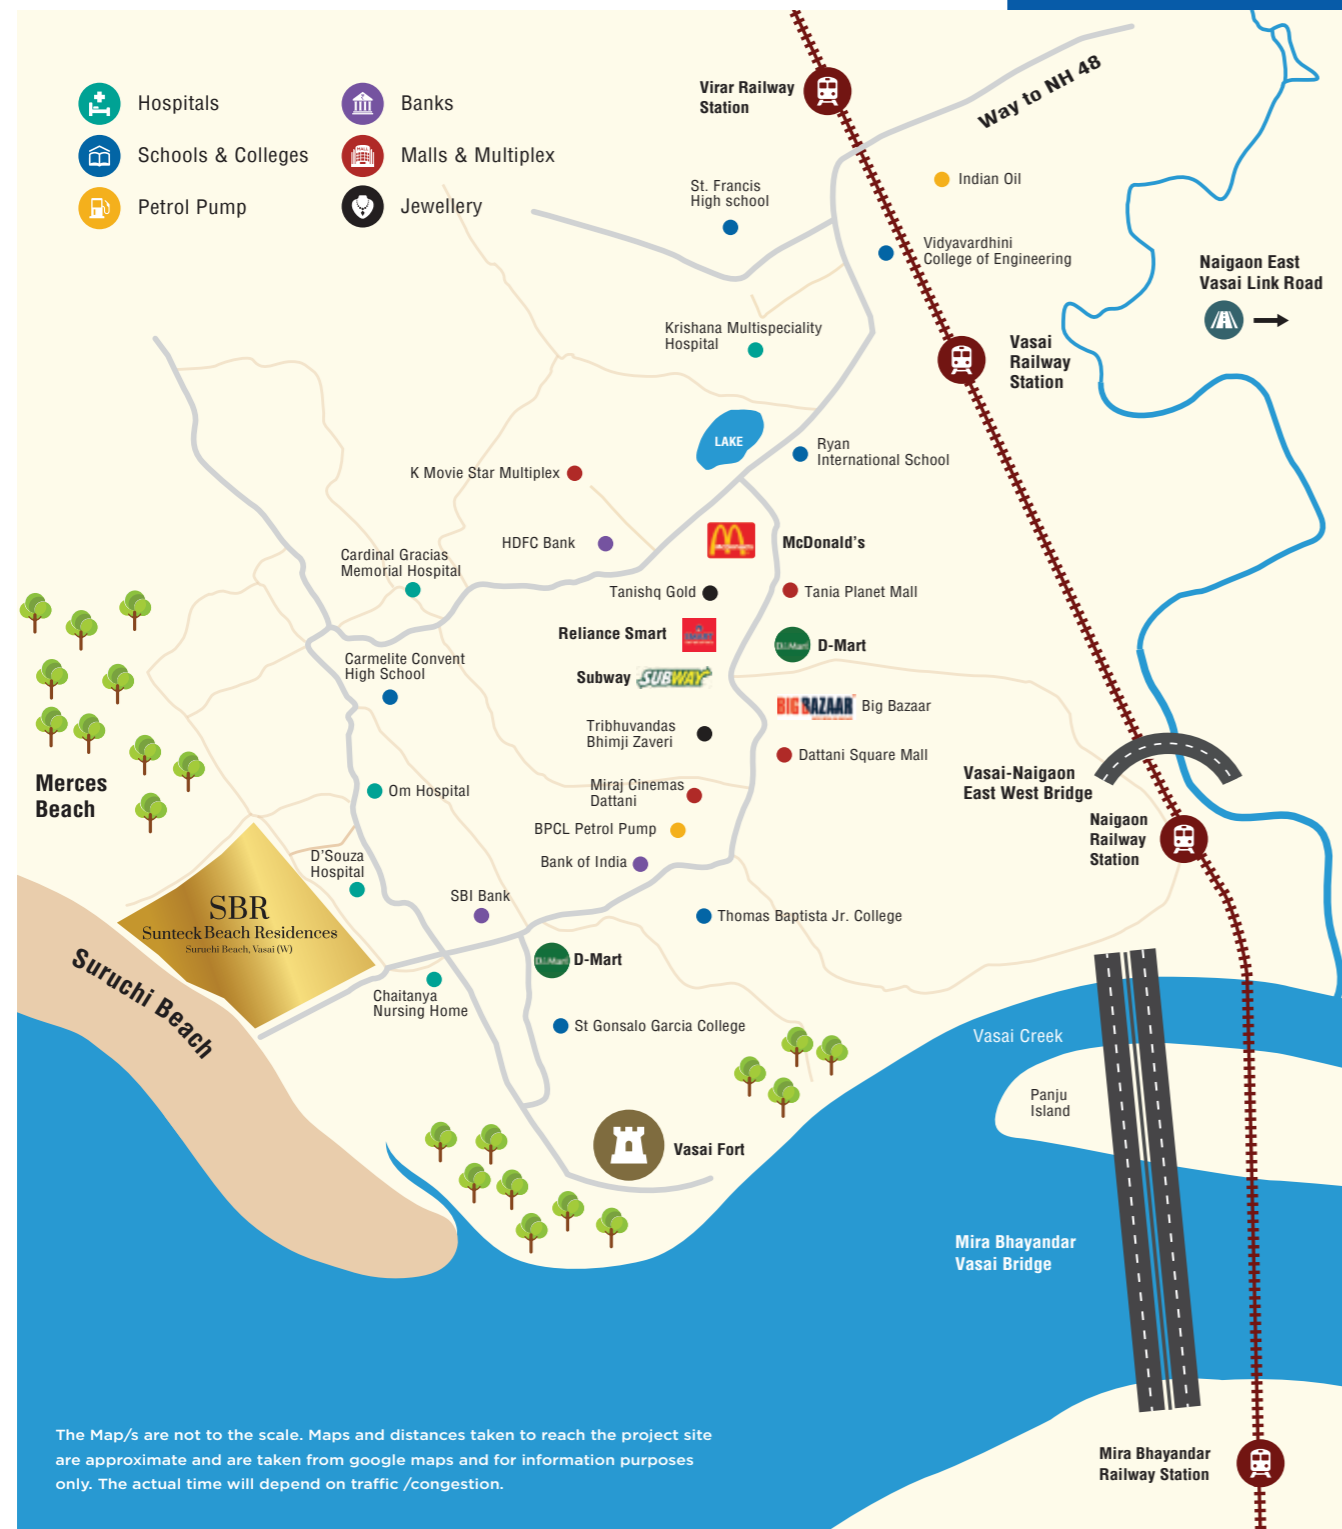 Hospitals
Banks
Schools & Colleges
Malls & Multiplex
Petrol Pump
Jewellery
Virar Railway
Station
Way to NH 48
Indian Oil
St. Francis
High school
Vidyavardhini
College of Engineering
Naigaon East
Vasai Link Road
Krishana Multispeciality
Hospital
Vasai
Railway
Station
LAKE
Ryan
International School
K Movie Star Multiplex
HDFC Bank
McDonald's
Cardinal Gracias
Memorial Hospital
Tanishq Gold
Tania Planet Mall
Reliance Smart
D-Mart
Carmelite Convent
High School
Subway
SUBWAY
BIG BAZAAR
Big Bazaar
Tribhuvandas
Bhimji Zaveri
Dattani Square Mall
Merces
Beach
Om Hospital
Miraj Cinemas
Dattani
Vasai-Naigaon
East West Bridge
BPCL Petrol Pump
Naigaon
Railway
Station
D'Souza
Hospital
Bank of India
SBI Bank
SBR
Sunteck Beach Residences
Suruchi Beach, Vasai (W)
Thomas Baptista Jr. College
D-Mart
Suruchi Beach
Chaitanya
Nursing Home
St Gonsalo Garcia College
Vasai Creek
Panju
Island
Vasai Fort
Mira Bhayandar
Vasai Bridge
The Map/s are not to the scale. Maps and distances taken to reach the project site
are approximate and are taken from google maps and for information purposes
only. The actual time will depend on traffic /congestion.
Mira Bhayandar
Railway Station